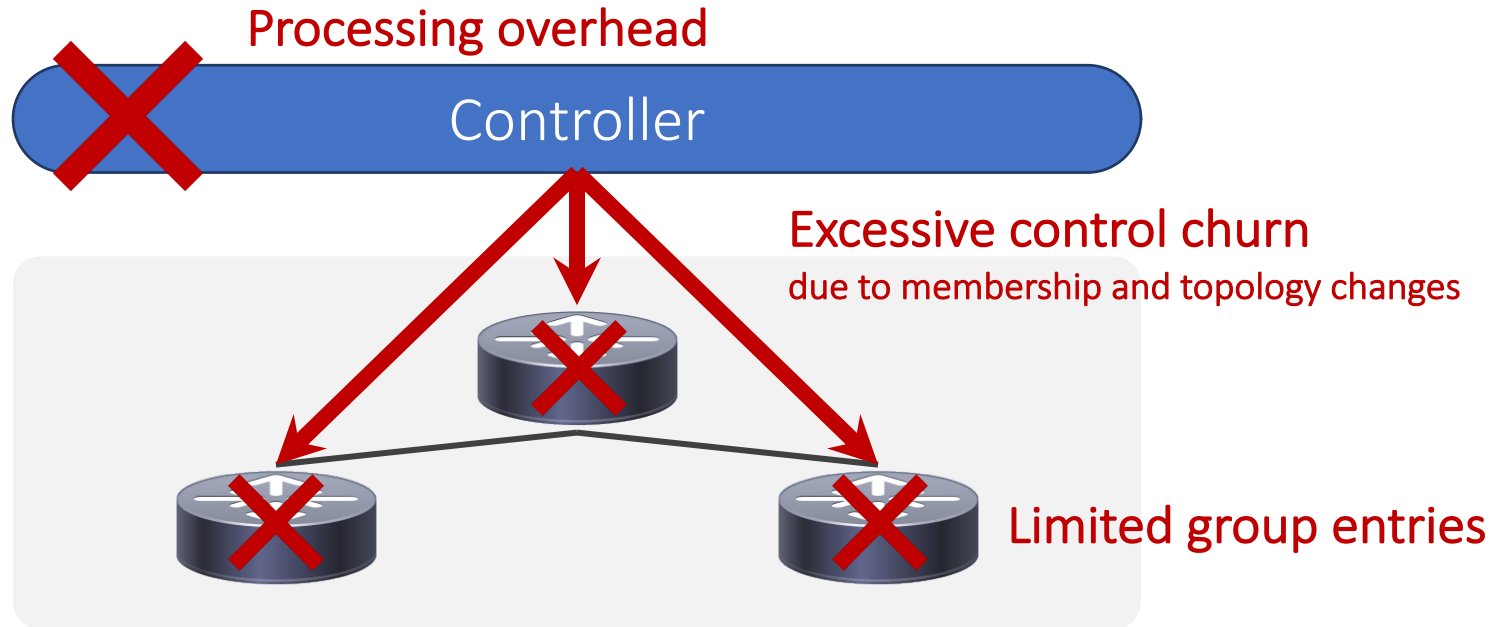 Processing overhead
Controller
Excessive control churn
due to membership and topology changes
Limited group entries